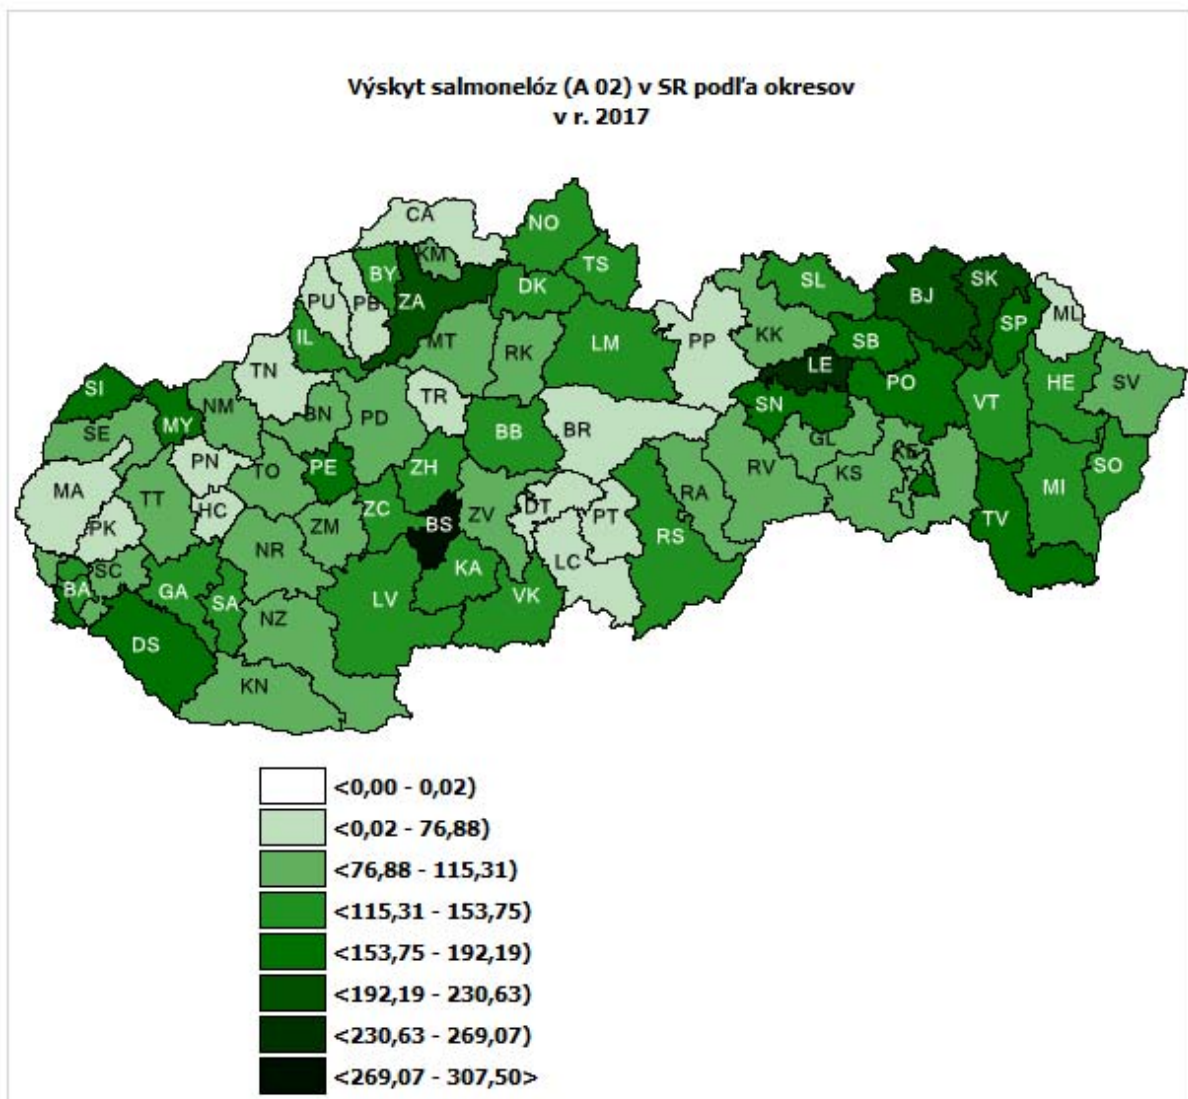 Výskyt salmonelóz (A 02) v SR podľa okresov
v r. 2017
CA
NO
KM
TS
BY
DK
SL
SK
BJ
ML
PU
PB
ZA
SP
IL
MT
RK
LM
PP
KK
SB
LE
TN
PO
HE
SV
SI
TR
SN
VT
NM
BN
PD
MY
SE
BB
BR
GL
KE
PN
TO
PE
ZH
RV
KS
SO
MA
TT
RA
MI
HC
ZM
ZC
BS
ZV
DT
PT
TV
PK
NR
RS
SC
LC
KA
BA
GA
SA
LV
VK
NZ
DS
KN
<0,00 - 0,02)
<0,02 - 76,88)
<76,88 - 115,31)
<115,31 - 153,75)
<153,75 - 192,19)
<192,19 - 230,63)
<230,63 - 269,07)
<269,07 - 307,50>